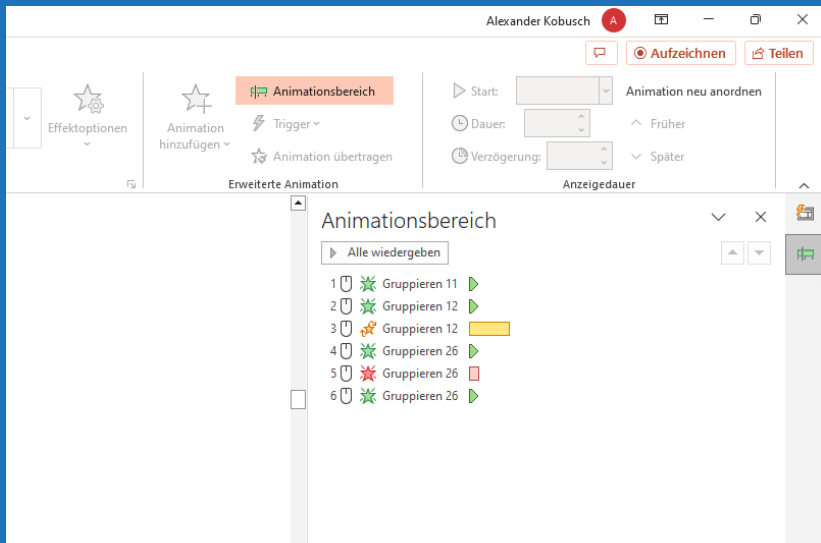 Alexander Kobusch A
Aufzeichnen Teilen
Animationsbereich Start: Animation neu anordnen
Effektoptionen Animation hinzufügen Trigger Dauer: Früher
Animation übertragen Verzögerung: Später
Erweiterte Animation Anzeigedauer
Animationsbereich
Alle wiedergeben
1 Gruppieren 11
2 Gruppieren 12
3 Gruppieren 12
4 Gruppieren 26
5 Gruppieren 26
6 Gruppieren 26